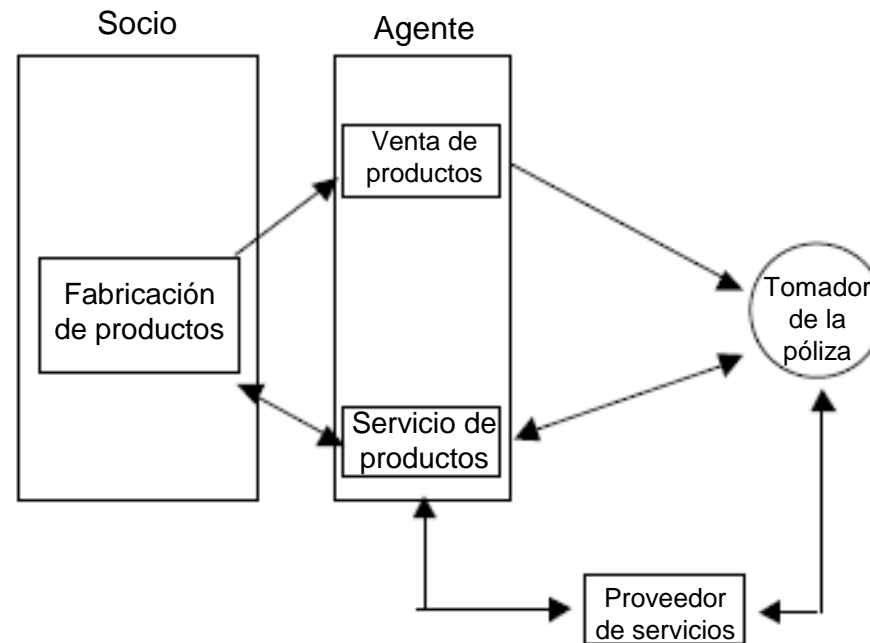 Socio
Agente
Venta de
productos
Fabricación
de productos
Tomador
de la
póliza
Servicio de
productos
Proveedor
de servicios